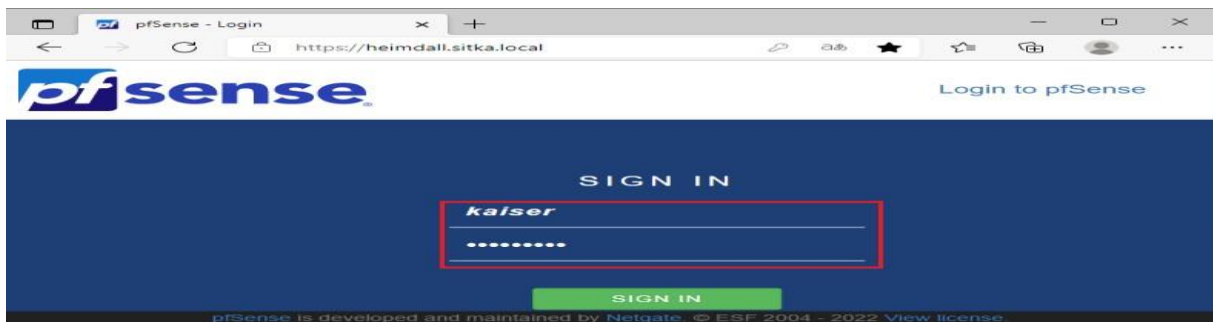 pfSense - Login
https://heimdall.sitka.local
pfsense
Login to pfSense
SIGN IN
kaiser
•••••••••
SIGN IN
pfSense is developed and maintained by Netgate. © ESF 2004 - 2022 View license.